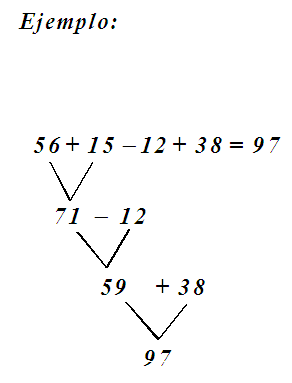 Ejemplo:
56 + 15 – 12 + 38 = 97
71 – 12
59 + 38
97